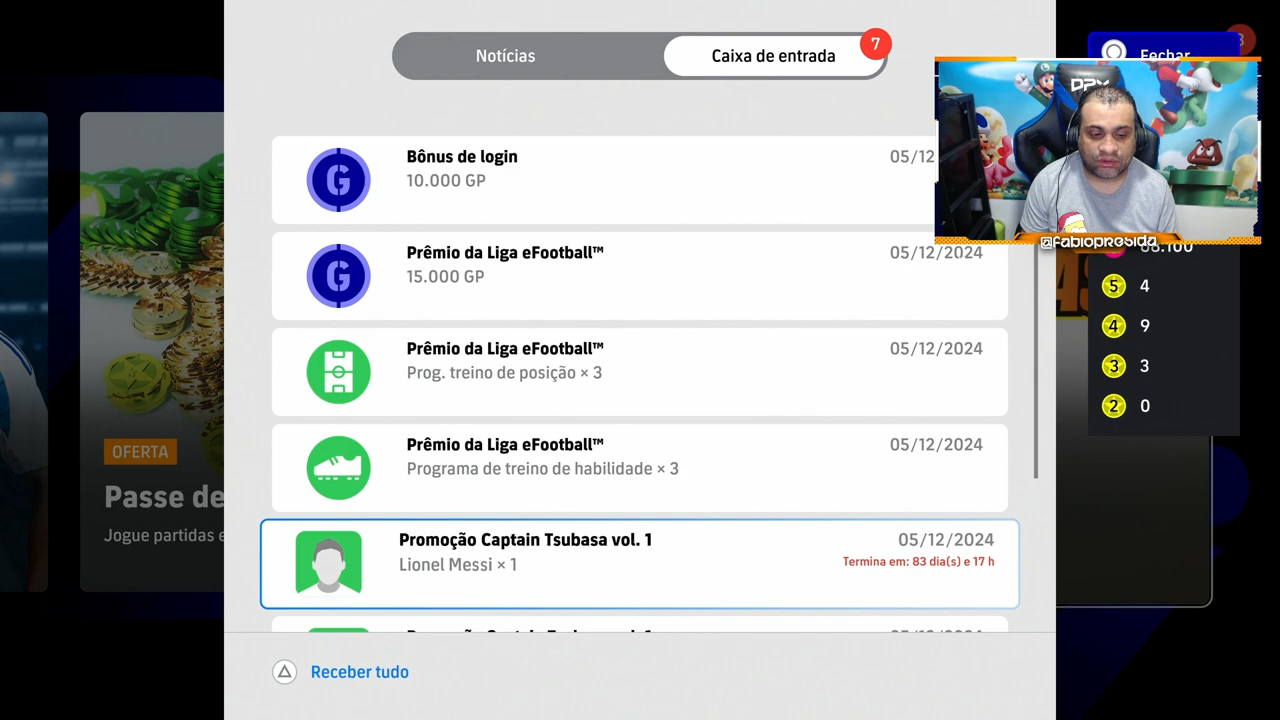 Notícias
Caixa de entrada
7
Fechar
DPX
Bônus de login
05/12
10.000 GP
Prêmio da Liga eFootball™
05/12/2024
15.000 GP
@fabiopresida
5 4
4 9
3 3
2 0
Prêmio da Liga eFootball™
05/12/2024
Prog. treino de posição × 3
Prêmio da Liga eFootball™
05/12/2024
Programa de treino de habilidade × 3
OFERTA
Passe de
Jogue partidas e
Promoção Captain Tsubasa vol. 1
05/12/2024
Lionel Messi × 1
Termina em: 83 dia(s) e 17 h
Receber tudo